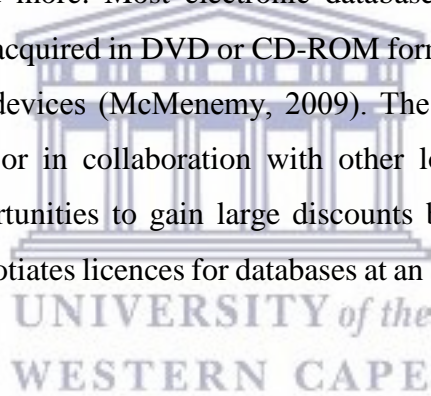 more. Most electronic databas
acquired in DVD or CD-ROM form
devices (McMenemy, 2009). The
or in collaboration with other lo
rtunities to gain large discounts b
otiates licences for databases at an
UNIVERSITY of the
WESTERN CAPE